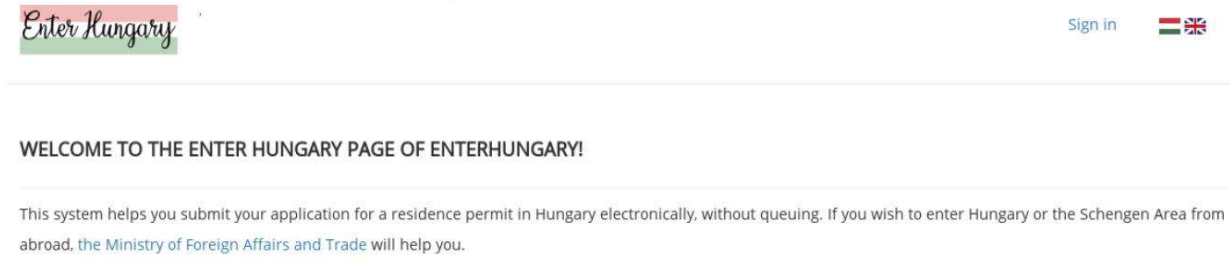 Enter Hungary
Sign in
WELCOME TO THE ENTER HUNGARY PAGE OF ENTERHUNGARY!
This system helps you submit your application for a residence permit in Hungary electronically, without queuing. If you wish to enter Hungary or the Schengen Area from
abroad, the Ministry of Foreign Affairs and Trade will help you.